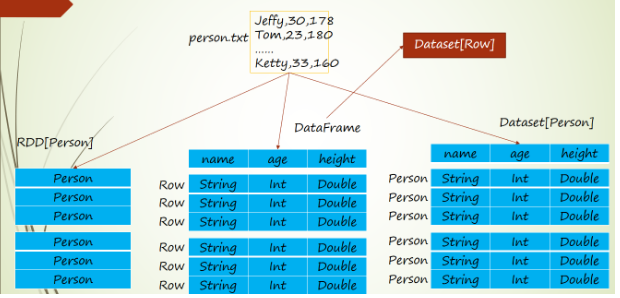 Jeffy,30,178
person.txt Tom,23,180
......
Ketty,33,160
Dataset[Row]
DataFrame
Dataset[Person]
RDD[Person]
name age height
name age height
Person
Person
Person
Person
Person
Person
Row String Int Double
Row String Int Double
Row String Int Double
Row String Int Double
Row String Int Double
Row String Int Double
Person String Int Double
Person String Int Double
Person String Int Double
Person String Int Double
Person String Int Double
Person String Int Double